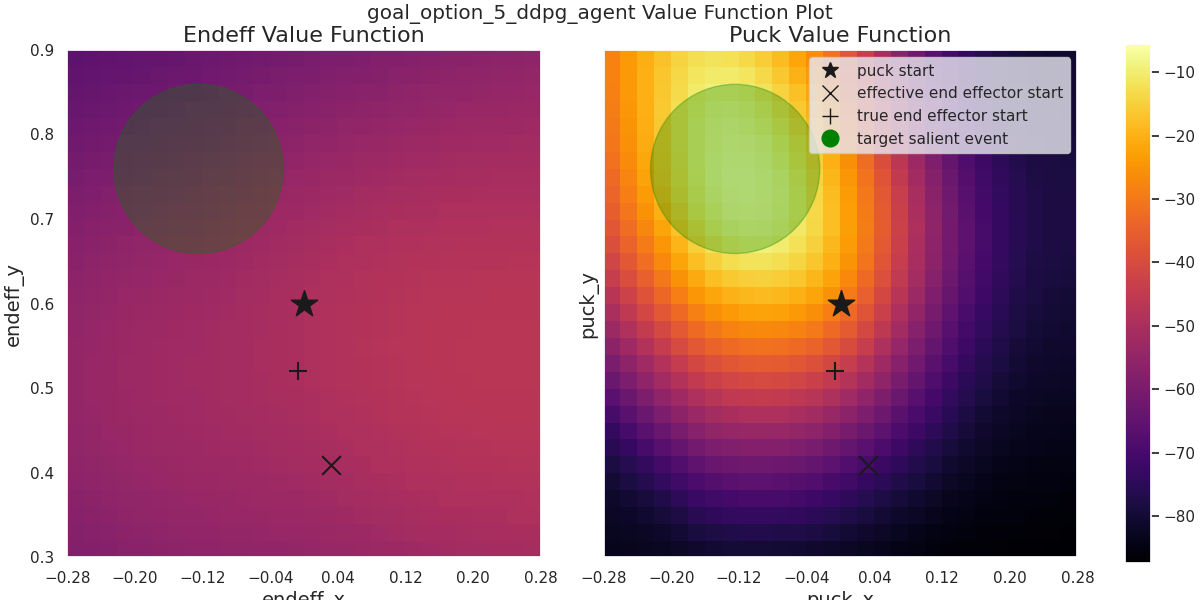 goal_option_5_ddpg_agent Value Function Plot
Endeff Value Function
Puck Value Function
puck start
effective end effector start
true end effector start
target salient event
endeff_y
0.9
0.8
0.7
0.6
0.5
0.4
0.3
−0.28 −0.20 −0.12 −0.04 0.04 0.12 0.20 0.28
endeff_x
puck_y
−0.28 −0.20 −0.12 −0.04 0.04 0.12 0.20 0.28
puck_x
−10
−20
−30
−40
−50
−60
−70
−80